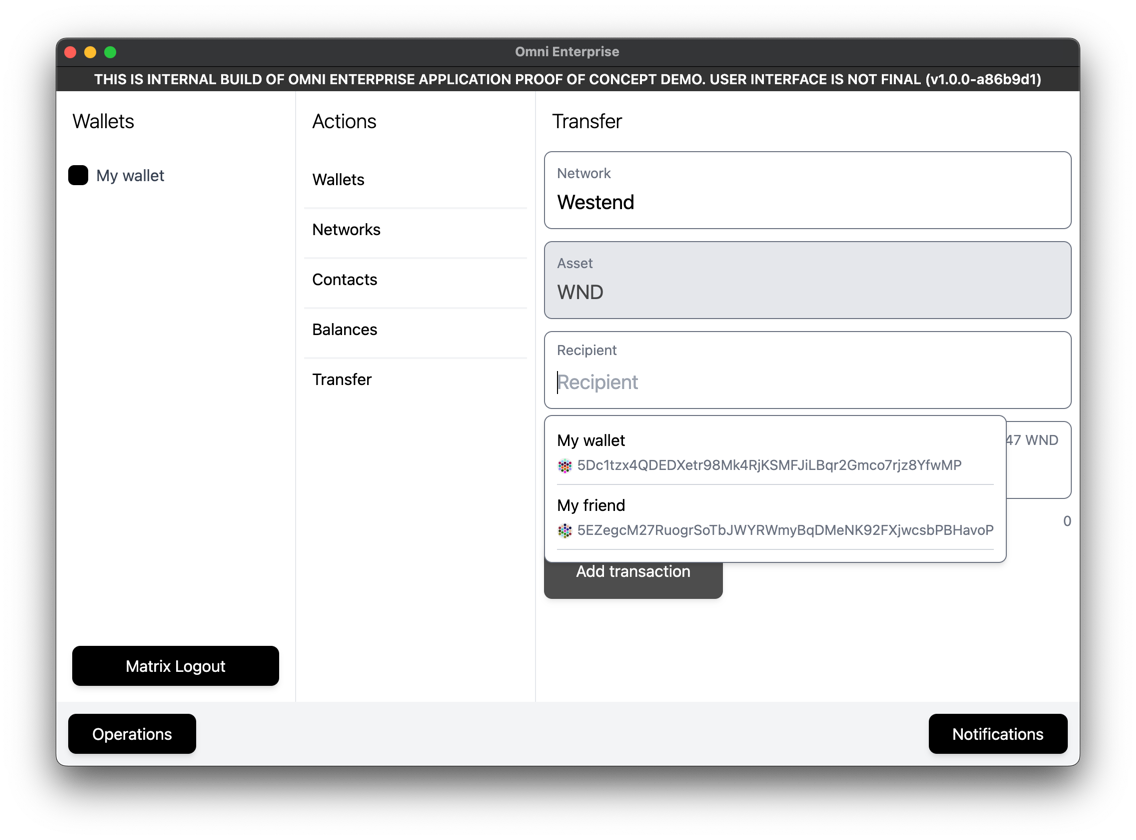 Omni Enterprise
THIS IS INTERNAL BUILD OF OMNI ENTERPRISE APPLICATION PROOF OF CONCEPT DEMO. USER INTERFACE IS NOT FINAL (v1.0.0-a86b9d1)
Wallets
My wallet
Matrix Logout
Actions
Wallets
Networks
Contacts
Balances
Transfer
Transfer
Network
Westend
Asset
WND
Recipient
Recipient
My wallet
5Dc1tzx4QDEDXetr98Mk4RjKSMFJiLBqr2Gmco7rjz8YfwMP
My friend
5EZegcM27RuogrSoTbJWYRWmyBqDMeNK92FXjwcsbPBHavoP
47 WND
0
Add transaction
Operations
Notifications